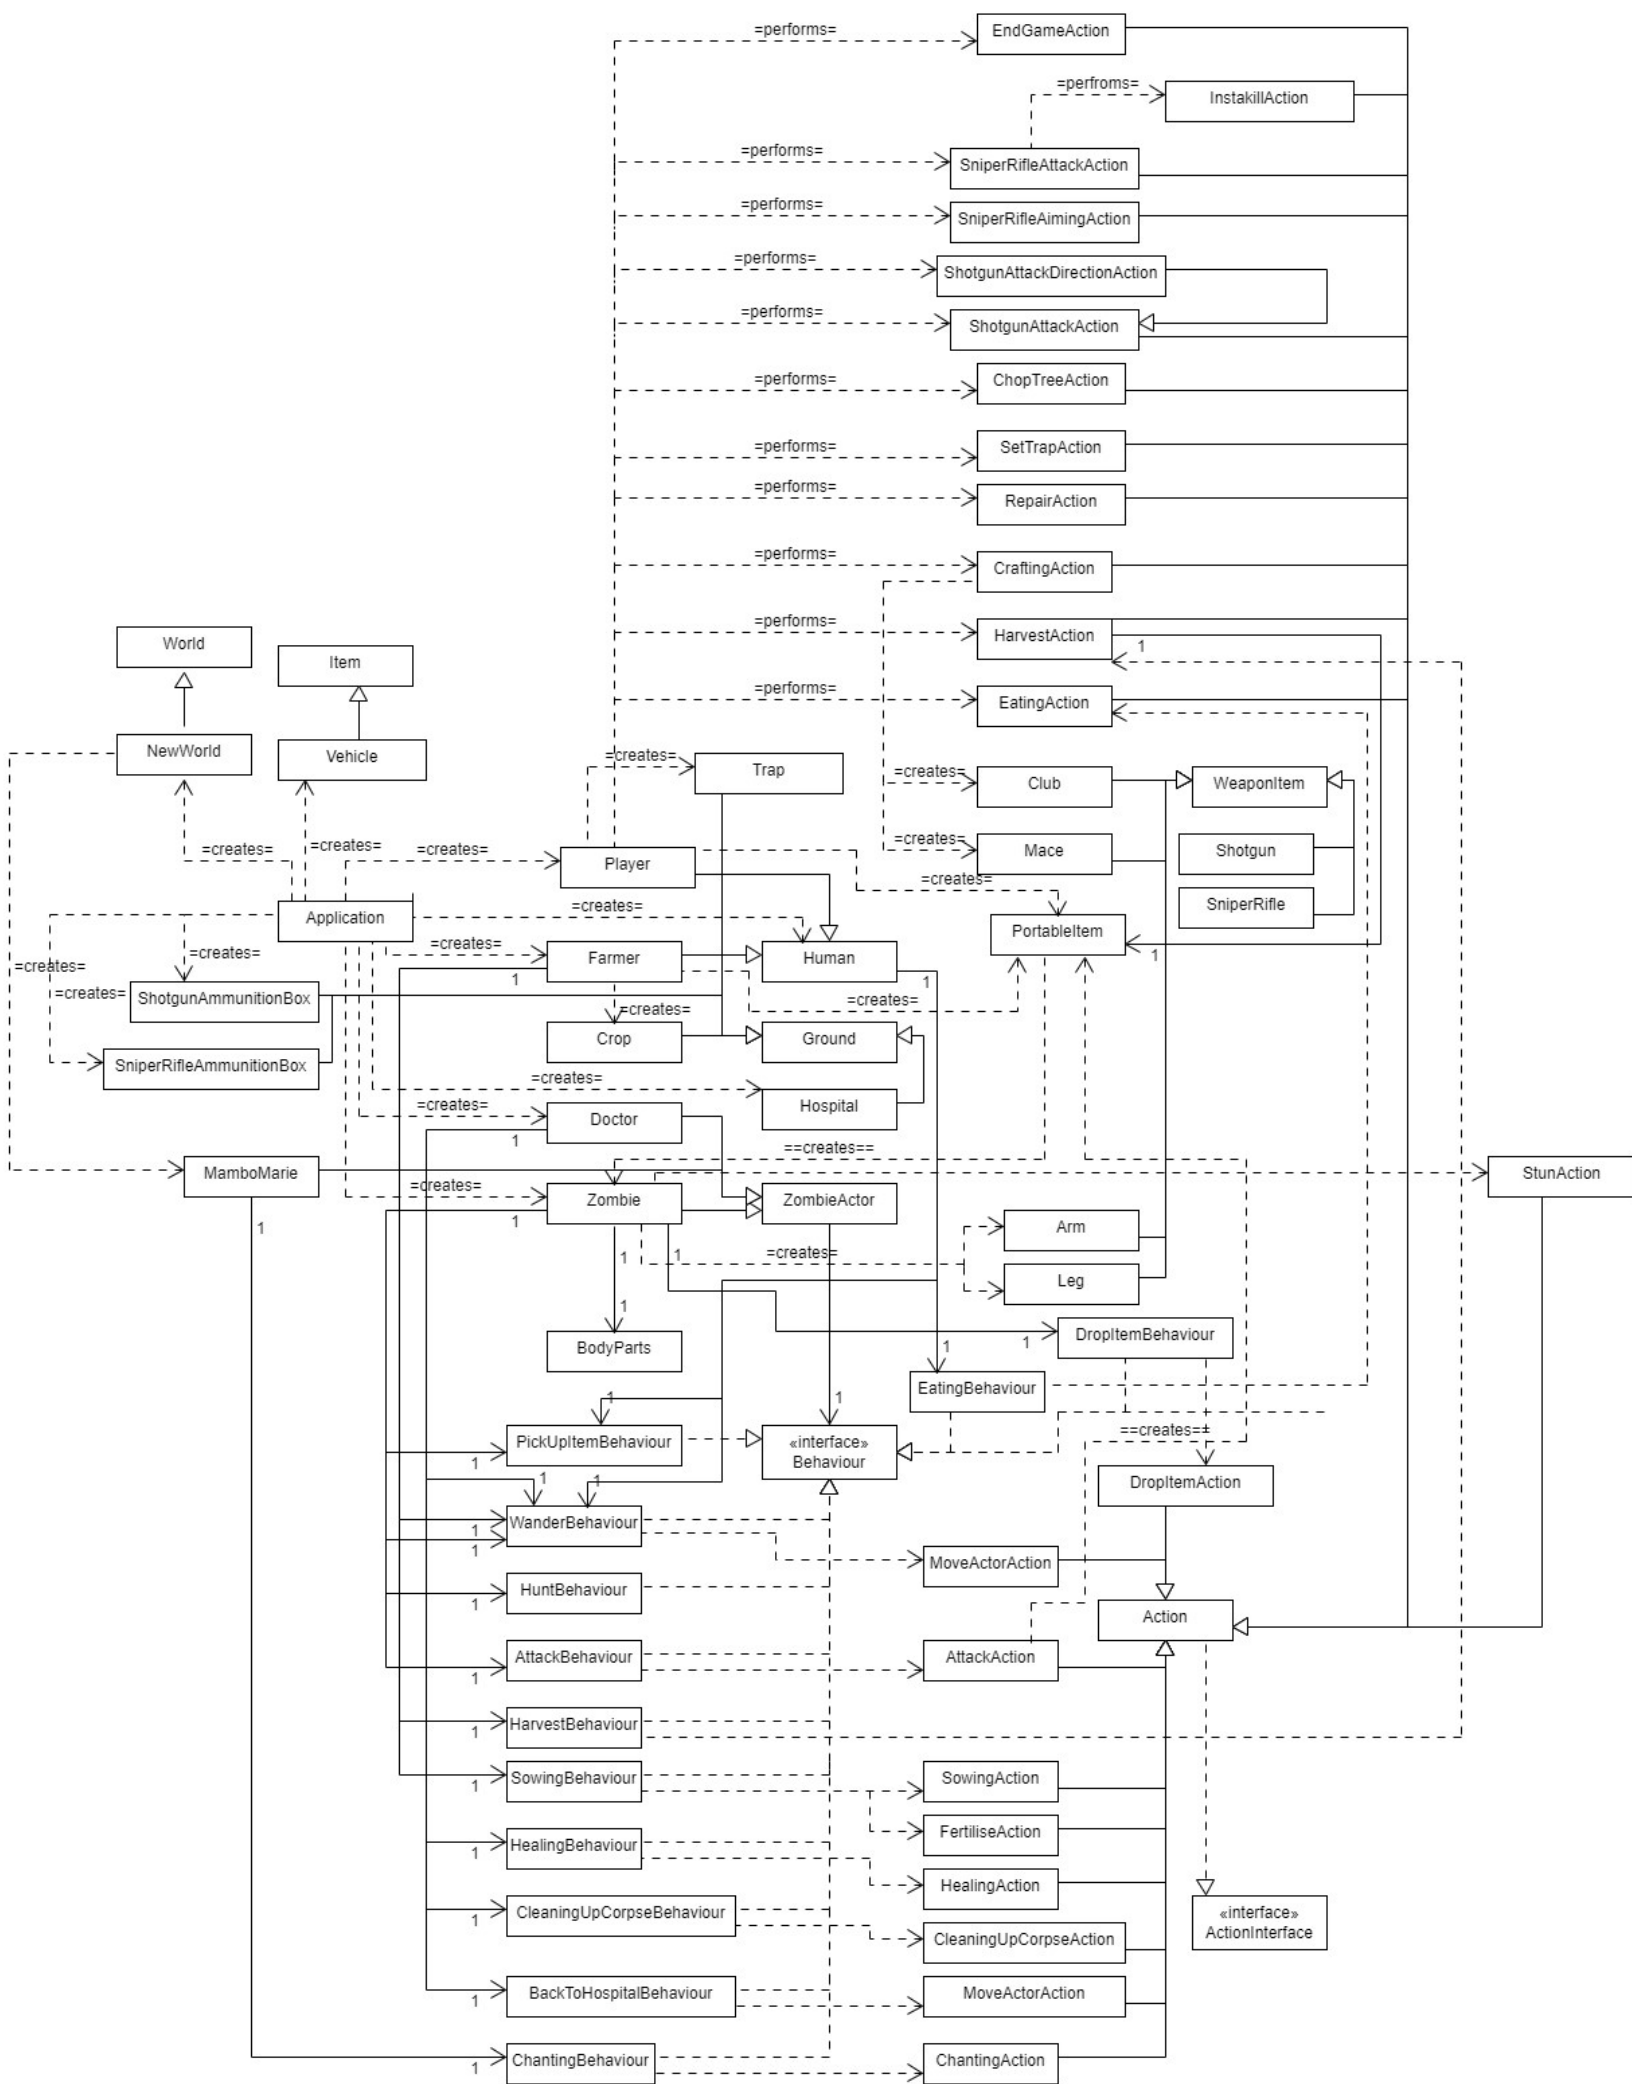 =performs=
EndGameAction
=perfroms=
InstakillAction
=performs=
SniperRifleAttackAction
=performs=
SniperRifleAimingAction
=performs=
ShotgunAttackDirectionAction
=performs=
ShotgunAttackAction
=performs=
ChopTreeAction
=performs=
SetTrapAction
=performs=
RepairAction
=performs=
CraftingAction
=performs=
HarvestAction
1
World
Item
=performs=
EatingAction
NewWorld
Vehicle
=creates=
Trap
=creates=
Club
WeaponItem
=creates=
=creates=
=creates=
Player
=creates=
Mace
Shotgun
=creates=
SniperRifle
Application
=creates=
PortableItem
=creates=
=creates=
Farmer
Human
1
=creates=
1
1
=creates=
ShotgunAmmunitionBox
=creates=
=creates=
Crop
Ground
SniperRifleAmmunitionBox
=creates=
Hospital
=creates=
Doctor
1
==creates==
MamboMarie
StunAction
=creates=
Zombie
ZombieActor
1
1
Arm
1
1
=creates=
Leg
1
DropItemBehaviour
1
BodyParts
1
EatingBehaviour
1
1
==creates==
PickUpItemBehaviour
1
«interface»
Behaviour
DropItemAction
1
1
WanderBehaviour
1
1
MoveActorAction
HuntBehaviour
1
Action
AttackBehaviour
1
AttackAction
HarvestBehaviour
1
SowingBehaviour
1
SowingAction
FertiliseAction
HealingBehaviour
1
HealingAction
CleaningUpCorpseBehaviour
1
CleaningUpCorpseAction
«interface»
ActionInterface
BackToHospitalBehaviour
1
MoveActorAction
ChantingBehaviour
1
ChantingAction